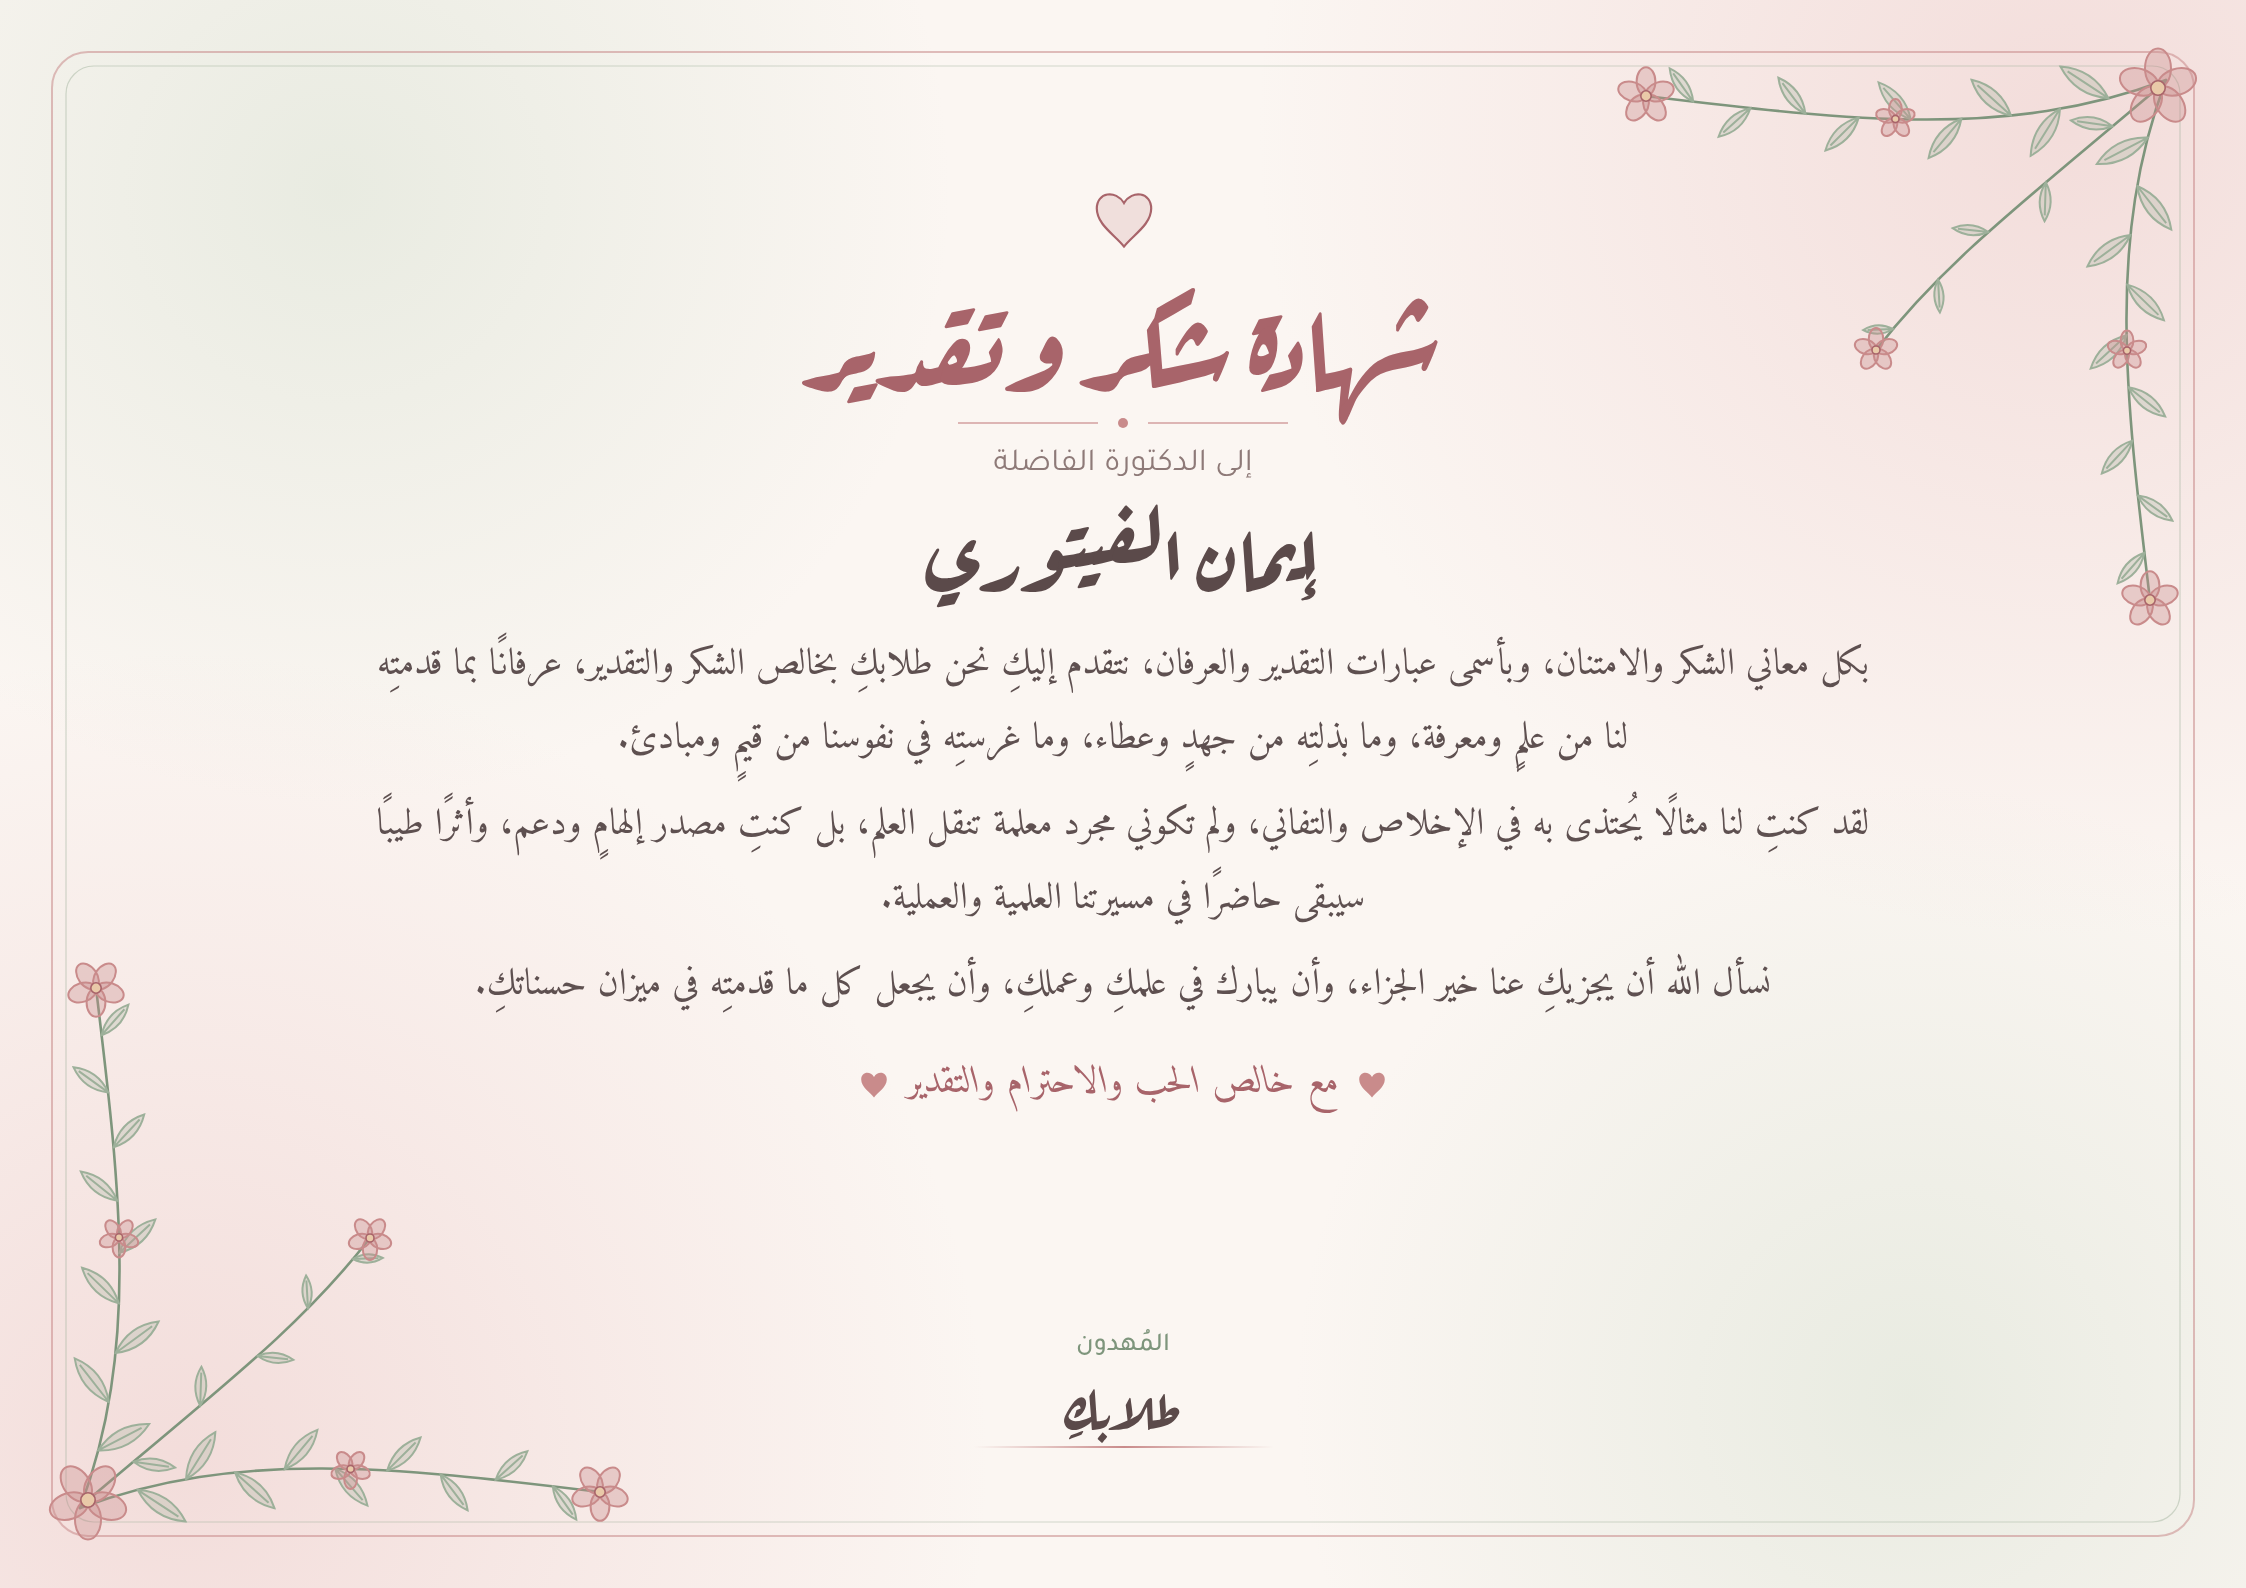 شهادة شكر و تقدير
إلى الدكتورة الفاضلة
إيمان الفيتوري
بكل معاني الشكر والامتنان، وبأسمى عبارات التقدير والعرفان، نتقدم إليكِ نحن طلابكِ بخالص الشكر والتقدير، عرفانًا بما قدمتِه
لنا من علمٍ ومعرفة، وما بذلتِه من جهدٍ وعطاء، وما غرستِه في نفوسنا من قيمٍ ومبادئ.
لقد كنتِ لنا مثالًا يُحتذى به في الإخلاص والتفاني، ولم تكوني مجرد معلمة تنقل العلم، بل كنتِ مصدر إلهامٍ ودعم، وأثرًا طيبًا
سيبقى حاضرًا في مسيرتنا العلمية والعملية.
نسأل الله أن يجزيكِ عنا خير الجزاء، وأن يبارك في علمكِ وعملكِ، وأن يجعل كل ما قدمتِه في ميزان حسناتكِ.
مع خالص الحب والاحترام والتقدير
المُهدون
طلابكِ